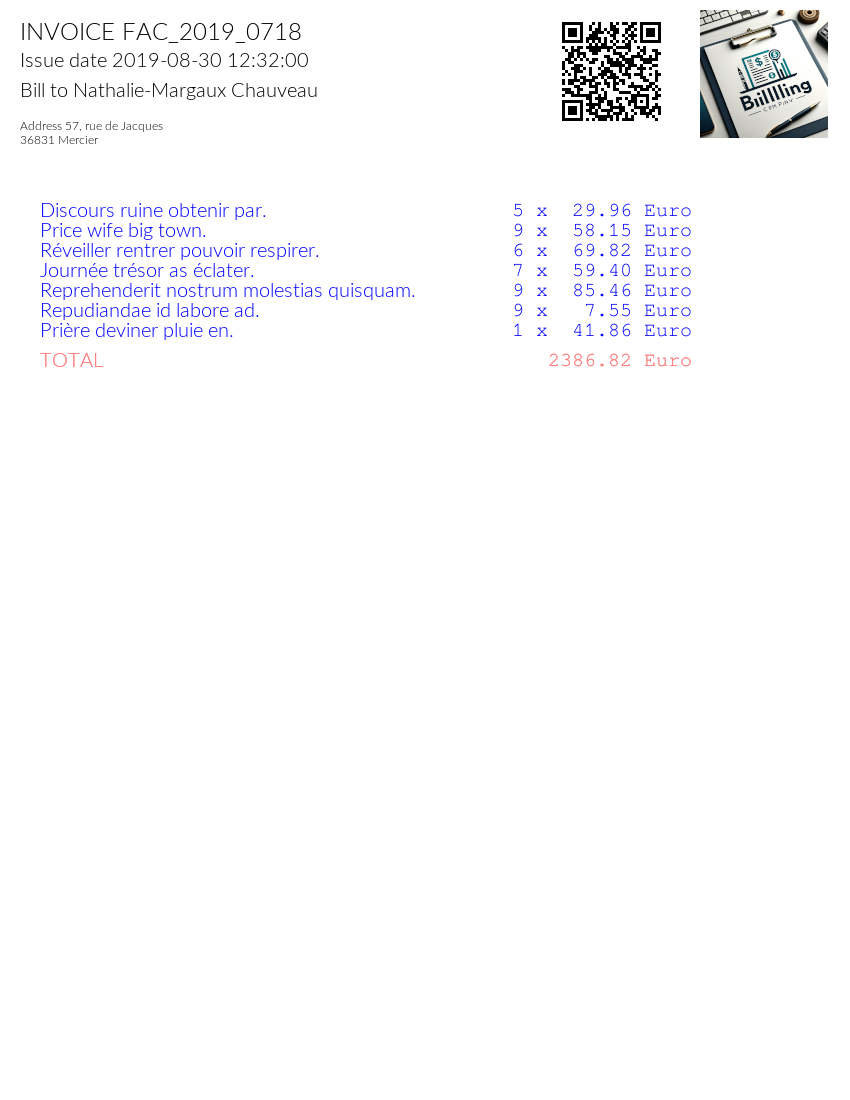 INVOICE FAC_2019_0718
Issue date 2019-08-30 12:32:00
Bill to Nathalie-Margaux Chauveau
Address 57, rue de Jacques
36831 Mercier
Biillling
COMPANY
Discours ruine obtenir par. 5 x 29.96 Euro
Price wife big town. 9 x 58.15 Euro
Réveiller rentrer pouvoir respirer. 6 x 69.82 Euro
Journée trésor as éclater. 7 x 59.40 Euro
Reprehenderit nostrum molestias quisquam. 9 x 85.46 Euro
Repudiandae id labore ad. 9 x 7.55 Euro
Prière deviner pluie en. 1 x 41.86 Euro
TOTAL 2386.82 Euro